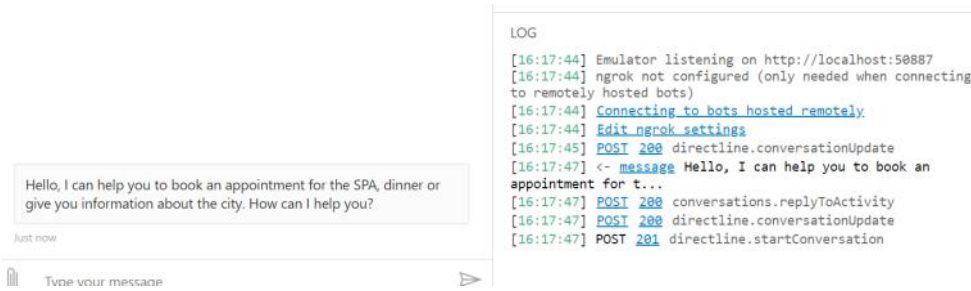 Hello, I can help you to book an appointment for the SPA, dinner or
give you information about the city. How can I help you?
Just now
Type your message
LOG
[16:17:44] Emulator listening on http://localhost:50887
[16:17:44] ngrok not configured (only needed when connecting
to remotely hosted bots)
[16:17:44] Connecting to bots hosted remotely
[16:17:44] Edit ngrok settings
[16:17:45] POST 200 directline.conversationUpdate
[16:17:47] <- message Hello, I can help you to book an
appointment for t...
[16:17:47] POST 200 conversations.replyToActivity
[16:17:47] POST 200 directline.conversationUpdate
[16:17:47] POST 201 directline.startConversation